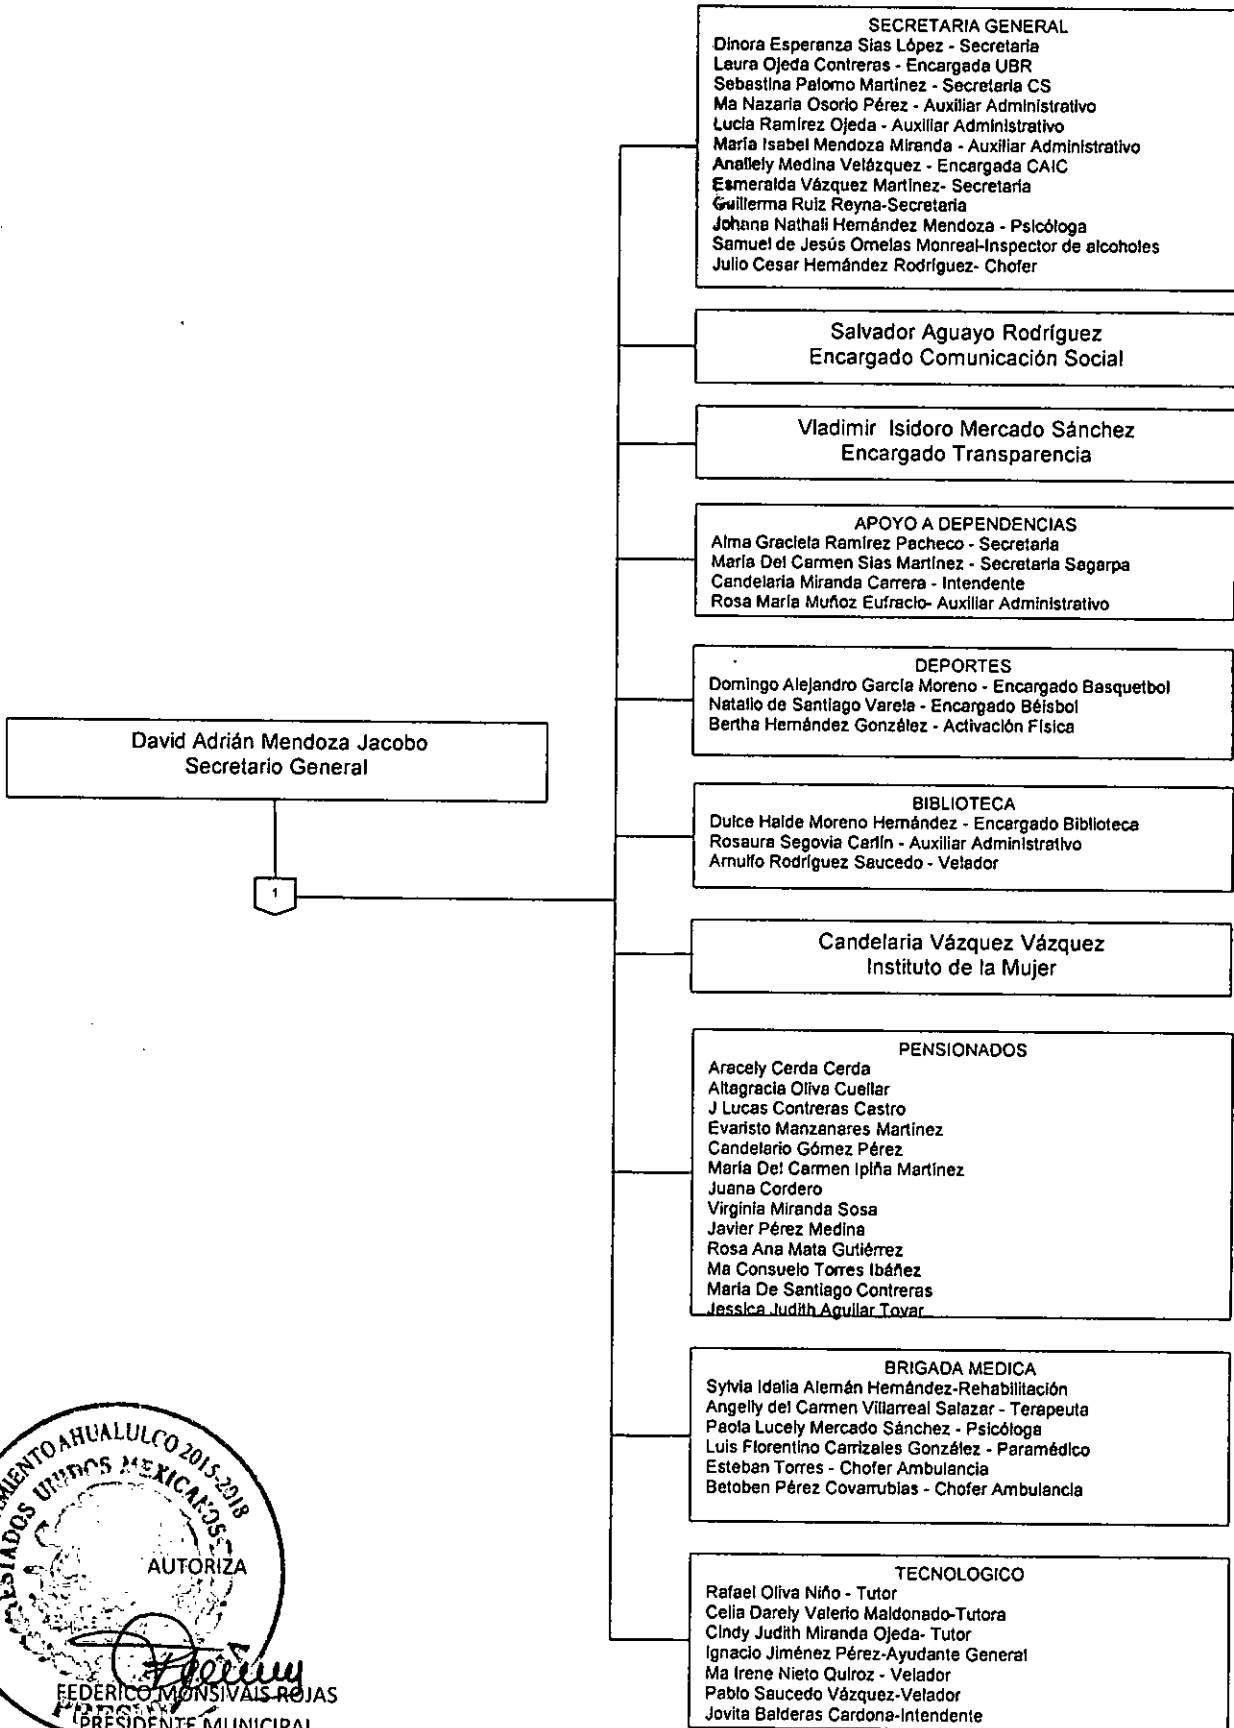 SECRETARIA GENERAL
Dinora Esperanza Sias López - Secretaria
Laura Ojeda Contreras - Encargada UBR
Sebastina Palomo Martínez - Secretaria CS
Ma Nazaria Osorio Pérez - Auxiliar Administrativo
Lucia Ramírez Ojeda - Auxiliar Administrativo
María Isabel Mendoza Miranda - Auxiliar Administrativo
Anallely Medina Velázquez - Encargada CAIC
Esmeralda Vázquez Martínez- Secretaria
Guillerma Ruiz Reyna-Secretaria
Johana Nathali Hernández Mendoza - Psicóloga
Samuel de Jesús Ornelas Monreal-Inspector de alcoholes
Julio Cesar Hernández Rodríguez- Chofer
Salvador Aguayo Rodríguez
Encargado Comunicación Social
Vladimir Isidoro Mercado Sánchez
Encargado Transparencia
APOYO A DEPENDENCIAS
Alma Graciela Ramírez Pacheco - Secretaria
María Del Carmen Sias Martínez - Secretaria Sagarpa
Candelaria Miranda Carrera - Intendente
Rosa María Muñoz Eufracio- Auxiliar Administrativo
DEPORTES
Domingo Alejandro García Moreno - Encargado Basquetbol
Natalio de Santiago Varela - Encargado Béisbol
Bertha Hernández González - Activación Física
David Adrián Mendoza Jacobo
Secretario General
1
BIBLIOTECA
Dulce Haide Moreno Hernández - Encargado Biblioteca
Rosaura Segovia Carlín - Auxiliar Administrativo
Arnulfo Rodríguez Saucedo - Velador
Candelaria Vázquez Vázquez
Instituto de la Mujer
PENSIONADOS
Aracely Cerda Cerda
Altagracia Oliva Cuellar
J Lucas Contreras Castro
Evaristo Manzanares Martínez
Candelario Gómez Pérez
María Del Carmen Ipiña Martínez
Juana Cordero
Virginia Miranda Sosa
Javier Pérez Medina
Rosa Ana Mata Gutiérrez
Ma Consuelo Torres Ibáñez
María De Santiago Contreras
Jessica Judith Aguilar Tovar
BRIGADA MEDICA
Sylvia Idalia Alemán Hernández-Rehabilitación
Angelly del Carmen Villarreal Salazar - Terapeuta
Paola Lucely Mercado Sánchez - Psicóloga
Luis Florentino Carrizales González - Paramédico
Esteban Torres - Chofer Ambulancia
Betoben Pérez Covarrubias - Chofer Ambulancia
TECNOLOGICO
Rafael Oliva Niño - Tutor
Celia Darely Valerio Maldonado-Tutora
Cindy Judith Miranda Ojeda- Tutor
Ignacio Jiménez Pérez-Ayudante General
Ma Irene Nieto Quiroz - Velador
Pablo Saucedo Vázquez-Velador
Jovita Balderas Cardona-Intendente
AHUALULCO 2015-2018
ESTADOS UNIDOS MEXICANOS
AUTORIZA
FEDERICO MONSIVAIS ROJAS
PRESIDENTE MUNICIPAL